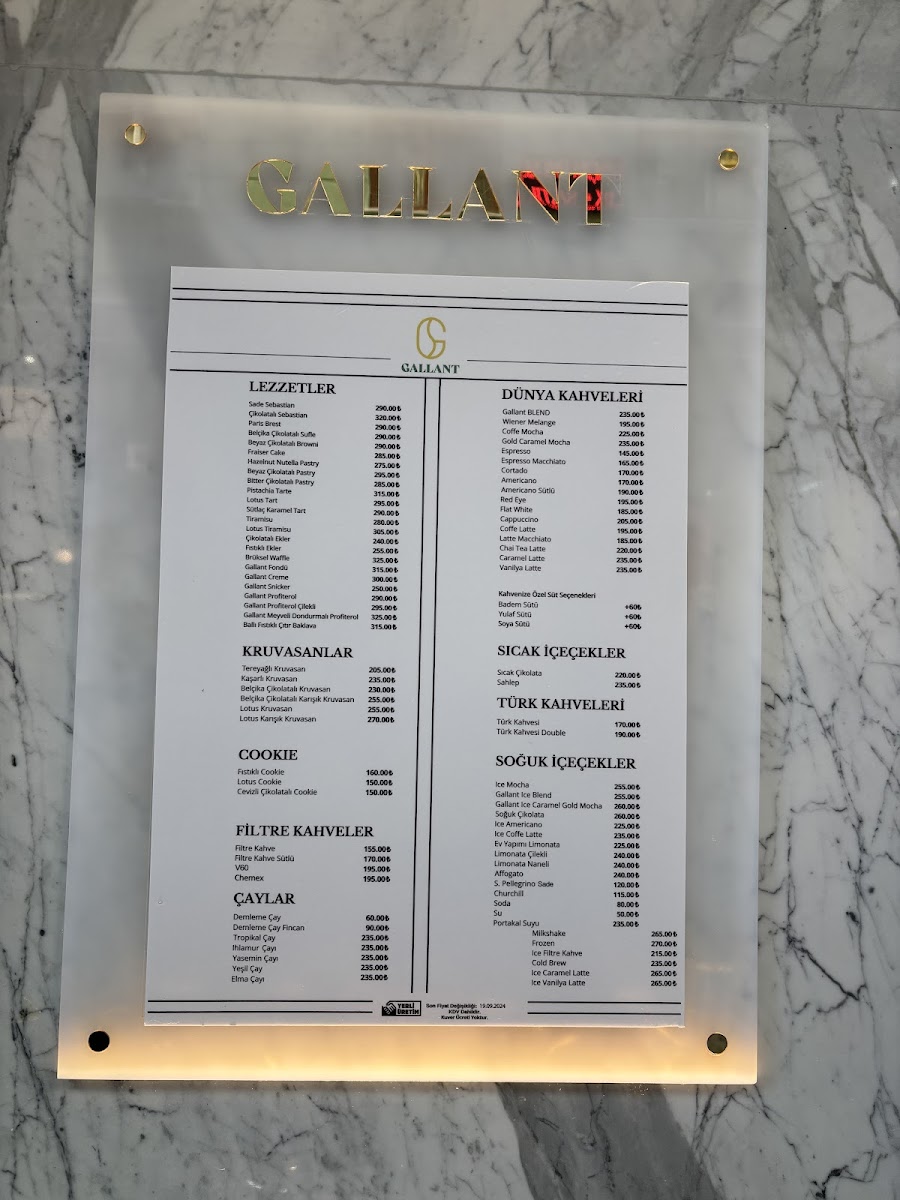 GALLANT
GALLANT
LEZZETLER
Sade Sebastian 290.00₺
Çikolatalı Sebastian 320.00₺
Paris Brest 290.00₺
Belçika Çikolatalı Sufle 290.00₺
Beyaz Çikolatalı Browni 290.00₺
Fraiser Cake 285.00₺
Hazelnut Nutella Pastry 275.00₺
Beyaz Çikolatalı Pastry 295.00₺
Bitter Çikolatalı Pastry 285.00₺
Pistachia Tarte 315.00₺
Lotus Tart 295.00₺
Sütlaç Karamel Tart 290.00₺
Tiramisu 280.00₺
Lotus Tiramisu 305.00₺
Çikolatalı Ekler 240.00₺
Fıstıklı Ekler 255.00₺
Brüksel Waffle 325.00₺
Gallant Fondü 315.00₺
Gallant Creme 300.00₺
Gallant Snicker 250.00₺
Gallant Profiterol 290.00₺
Gallant Profiterol Çilekli 295.00₺
Gallant Meyveli Dondurmalı Profiterol 325.00₺
Ballı Fıstıklı Çıtır Baklava 315.00₺
KRUVASANLAR
Tereyağlı Kruvasan 205.00₺
Kaşarlı Kruvasan 235.00₺
Belçika Çikolatalı Kruvasan 230.00₺
Belçika Çikolatalı Karışık Kruvasan 255.00₺
Lotus Kruvasan 255.00₺
Lotus Karışık Kruvasan 270.00₺
COOKIE
Fıstıklı Cookie 160.00₺
Lotus Cookie 150.00₺
Cevizli Çikolatalı Cookie 150.00₺
FİLTRE KAHVELER
Filtre Kahve 155.00₺
Filtre Kahve Sütlü 170.00₺
V60 195.00₺
Chemex 195.00₺
ÇAYLAR
Demleme Çay 60.00₺
Demleme Çay Fincan 90.00₺
Tropikal Çay 235.00₺
Ihlamur Çayı 235.00₺
Yasemin Çayı 235.00₺
Yeşil Çay 235.00₺
Elma Çayı 235.00₺
DÜNYA KAHVELERİ
Gallant BLEND 235.00₺
Wiener Melange 195.00₺
Coffe Mocha 225.00₺
Gold Caramel Mocha 235.00₺
Espresso 145.00₺
Espresso Macchiato 165.00₺
Cortado 170.00₺
Americano 170.00₺
Americano Sütlü 190.00₺
Red Eye 195.00₺
Flat White 185.00₺
Cappuccino 205.00₺
Coffe Latte 195.00₺
Latte Macchiato 185.00₺
Chai Tea Latte 220.00₺
Caramel Latte 235.00₺
Vanilya Latte 235.00₺
Kahvenize Özel Süt Seçenekleri
Badem Sütü +60₺
Yulaf Sütü +60₺
Soya Sütü +60₺
SICAK İÇEÇEKLER
Sıcak Çikolata 220.00₺
Sahlep 235.00₺
TÜRK KAHVELERİ
Türk Kahvesi 170.00₺
Türk Kahvesi Double 190.00₺
SOĞUK İÇEÇEKLER
Ice Mocha 255.00₺
Gallant Ice Blend 255.00₺
Gallant Ice Caramel Gold Mocha 260.00₺
Soğuk Çikolata 260.00₺
Ice Americano 225.00₺
Ice Coffe Latte 235.00₺
Ev Yapımı Limonata 225.00₺
Limonata Çilekli 240.00₺
Limonata Naneli 240.00₺
Affogato 240.00₺
S. Pellegrino Sade 120.00₺
Churchill 115.00₺
Soda 80.00₺
Su 50.00₺
Portakal Suyu 235.00₺
Milkshake 265.00₺
Frozen 270.00₺
Ice Filtre Kahve 215.00₺
Cold Brew 235.00₺
Ice Caramel Latte 265.00₺
Ice Vanilya Latte 265.00₺
YERLİ
ÜRETİM
Son Fiyat Değişikliği: 19.09.2024
KDV Dahildir.
Kuver Ücreti Yoktur.